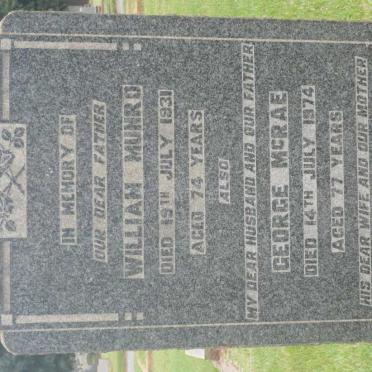 IN MEMORY OF
OUR DEAR FATHER
WILLIAM MUNRO
DIED 19TH JULY 1931
AGED 74 YEARS
ALSO
MY DEAR HUSBAND AND OUR FATHER
GEORGE MCRAE
DIED 14TH JULY 1974
AGED 77 YEARS
HIS DEAR WIFE AND OUR MOTHER